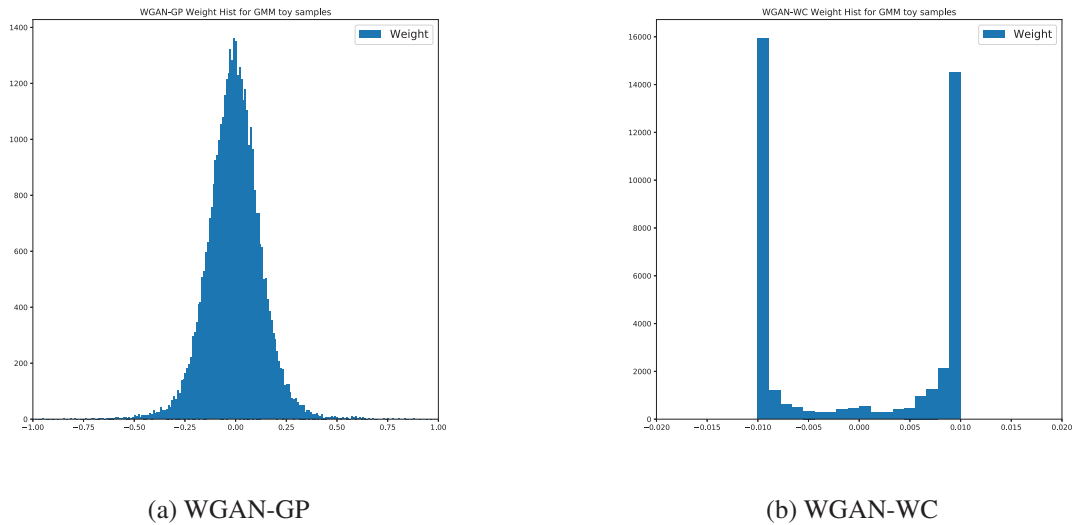 WGAN-GP Weight Hist for GMM toy samples
Weight
1400
1200
1000
800
600
400
200
0
−1.00 −0.75 −0.50 −0.25 0.00 0.25 0.50 0.75 1.00
(a) WGAN-GP
WGAN-WC Weight Hist for GMM toy samples
Weight
16000
14000
12000
10000
8000
6000
4000
2000
0
−0.020 −0.015 −0.010 −0.005 0.000 0.005 0.010 0.015 0.020
(b) WGAN-WC